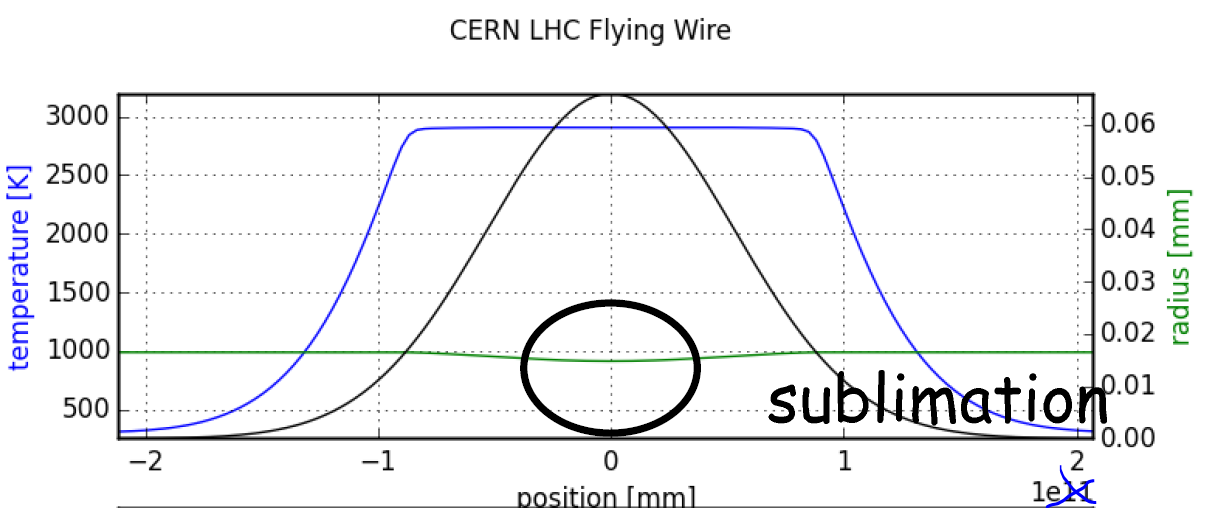 CERN LHC Flying Wire
3000
2500
2000
1500
1000
500
temperature [K]
0.06
0.05
0.04
0.03
0.02
0.01
0.00
radius [mm]
sublimation
−2 −1 0 1 2
position [mm]
1e11